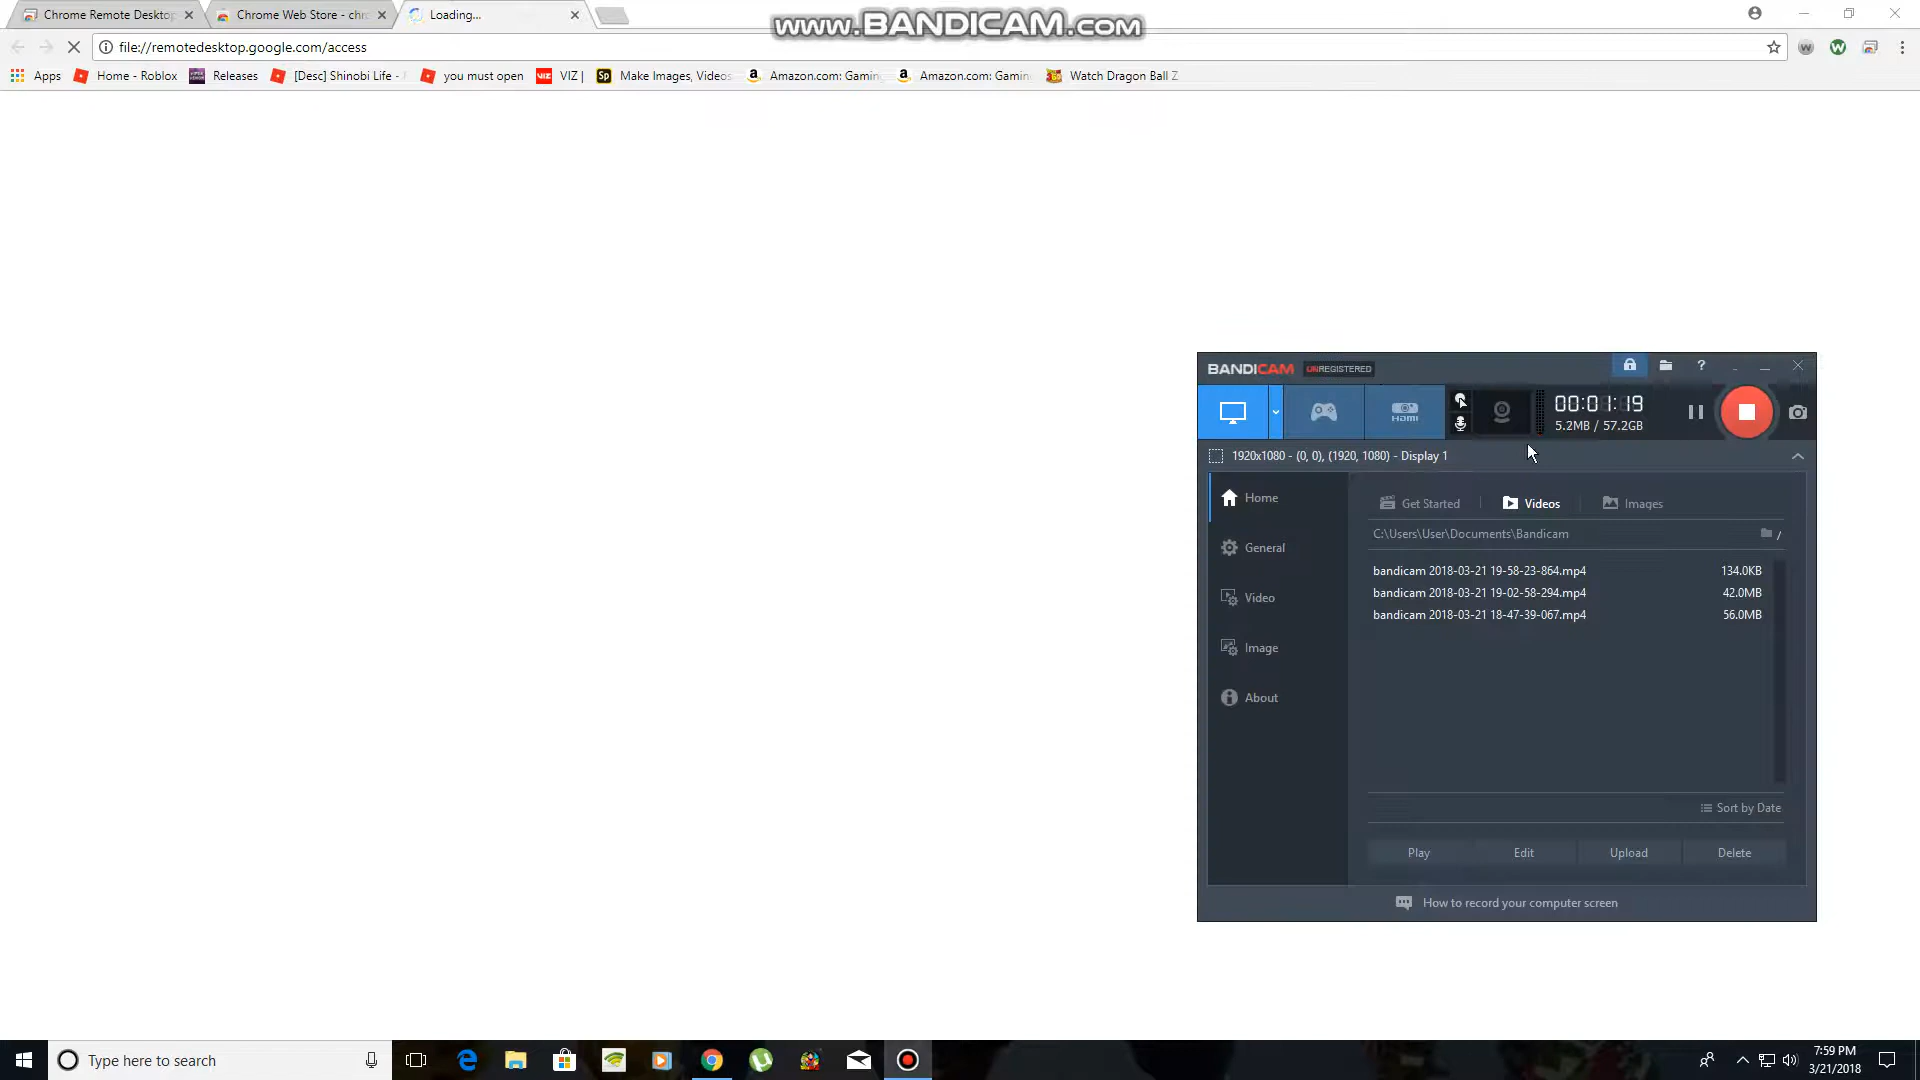 Chrome Remote Deskto
Chrome Web Store - chr
Loading...
www.BANDICAM.com
file://remotedesktop.google.com/access
Apps
Home - Roblox
Releases
[Desc] Shinobi Life -
you must open
VIZ |
Make Images, Videos
Amazon.com: Gamin
Amazon.com: Gamin
Watch Dragon Ball Z
BANDICAM UNREGISTERED
00:01:19
5.2MB / 57.2GB
1920x1080 - (0, 0), (1920, 1080) - Display 1
Home
General
Video
Image
About
Get Started
Videos
Images
C:\Users\User\Documents\Bandicam
bandicam 2018-03-21 19-58-23-864.mp4 134.0KB
bandicam 2018-03-21 19-02-58-294.mp4 42.0MB
bandicam 2018-03-21 18-47-39-067.mp4 56.0MB
Sort by Date
Play Edit Upload Delete
How to record your computer screen
Type here to search
7:59 PM
3/21/2018